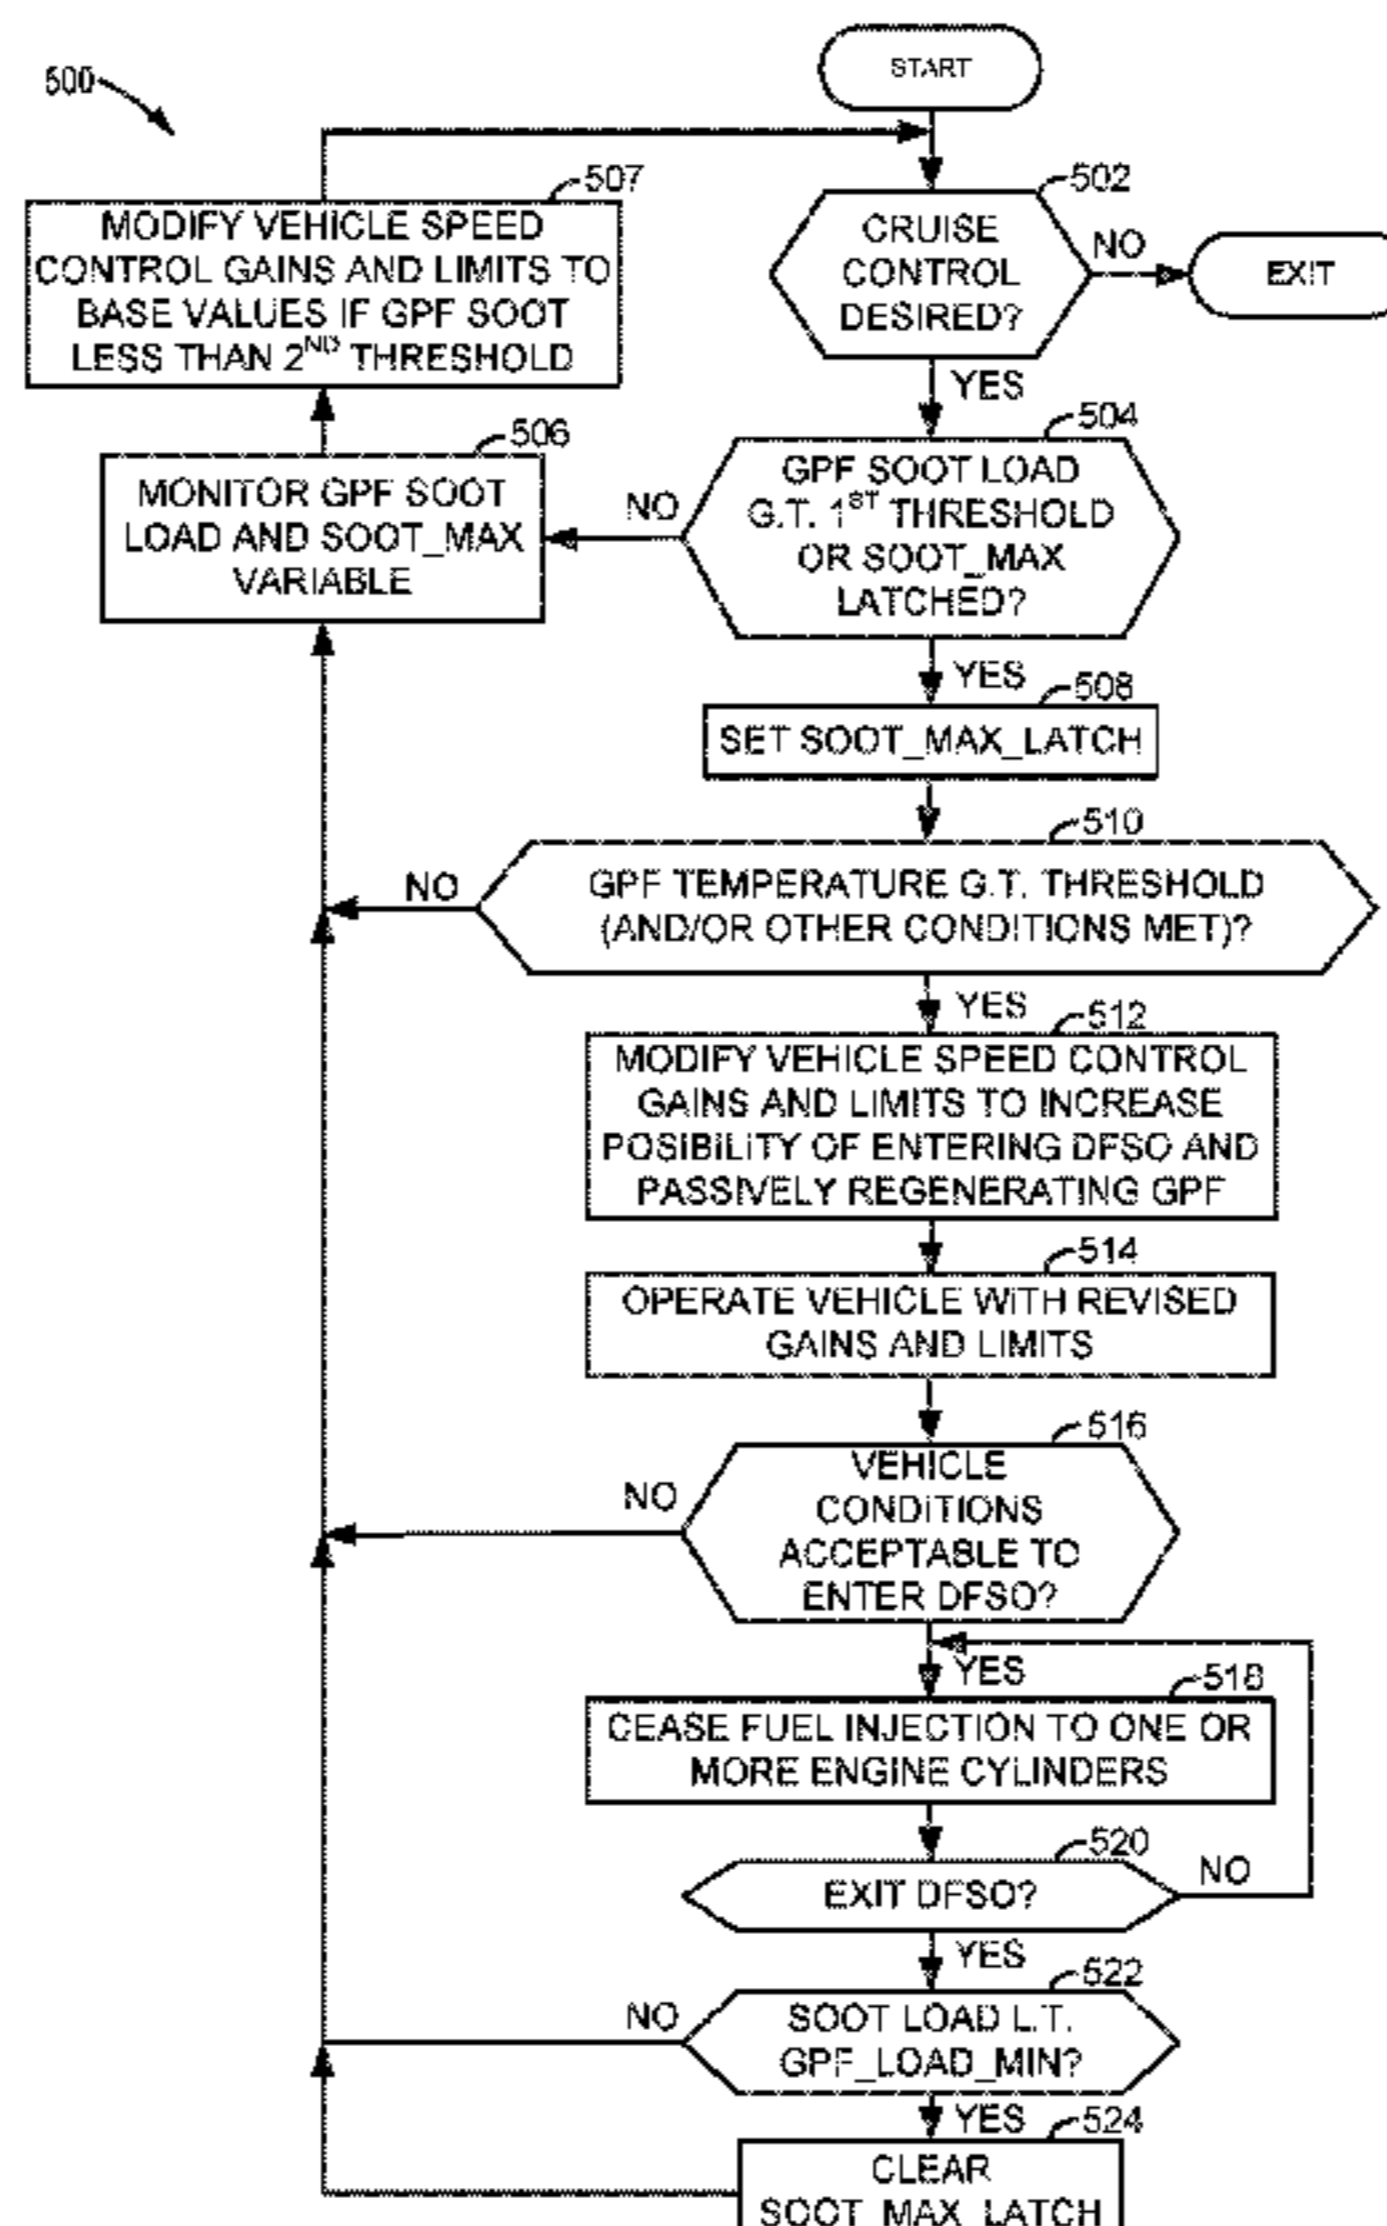 500
START
502
CRUISE
CONTROL
DESIRED?
NO
EXIT
YES
507
MODIFY VEHICLE SPEED
CONTROL GAINS AND LIMITS TO
BASE VALUES IF GPF SOOT
LESS THAN 2ND THRESHOLD
504
GPF SOOT LOAD
G.T. 1ST THRESHOLD
OR SOOT_MAX
LATCHED?
NO
506
MONITOR GPF SOOT
LOAD AND SOOT_MAX
VARIABLE
YES
508
SET SOOT_MAX_LATCH
510
GPF TEMPERATURE G.T. THRESHOLD
(AND/OR OTHER CONDITIONS MET)?
NO
YES
512
MODIFY VEHICLE SPEED CONTROL
GAINS AND LIMITS TO INCREASE
POSIBILITY OF ENTERING DFSO AND
PASSIVELY REGENERATING GPF
514
OPERATE VEHICLE WITH REVISED
GAINS AND LIMITS
516
VEHICLE
CONDITIONS
ACCEPTABLE TO
ENTER DFSO?
NO
YES
518
CEASE FUEL INJECTION TO ONE OR
MORE ENGINE CYLINDERS
520
EXIT DFSO?
NO
YES
522
SOOT LOAD L.T.
GPF_LOAD_MIN?
NO
YES
524
CLEAR
SOOT_MAX_LATCH